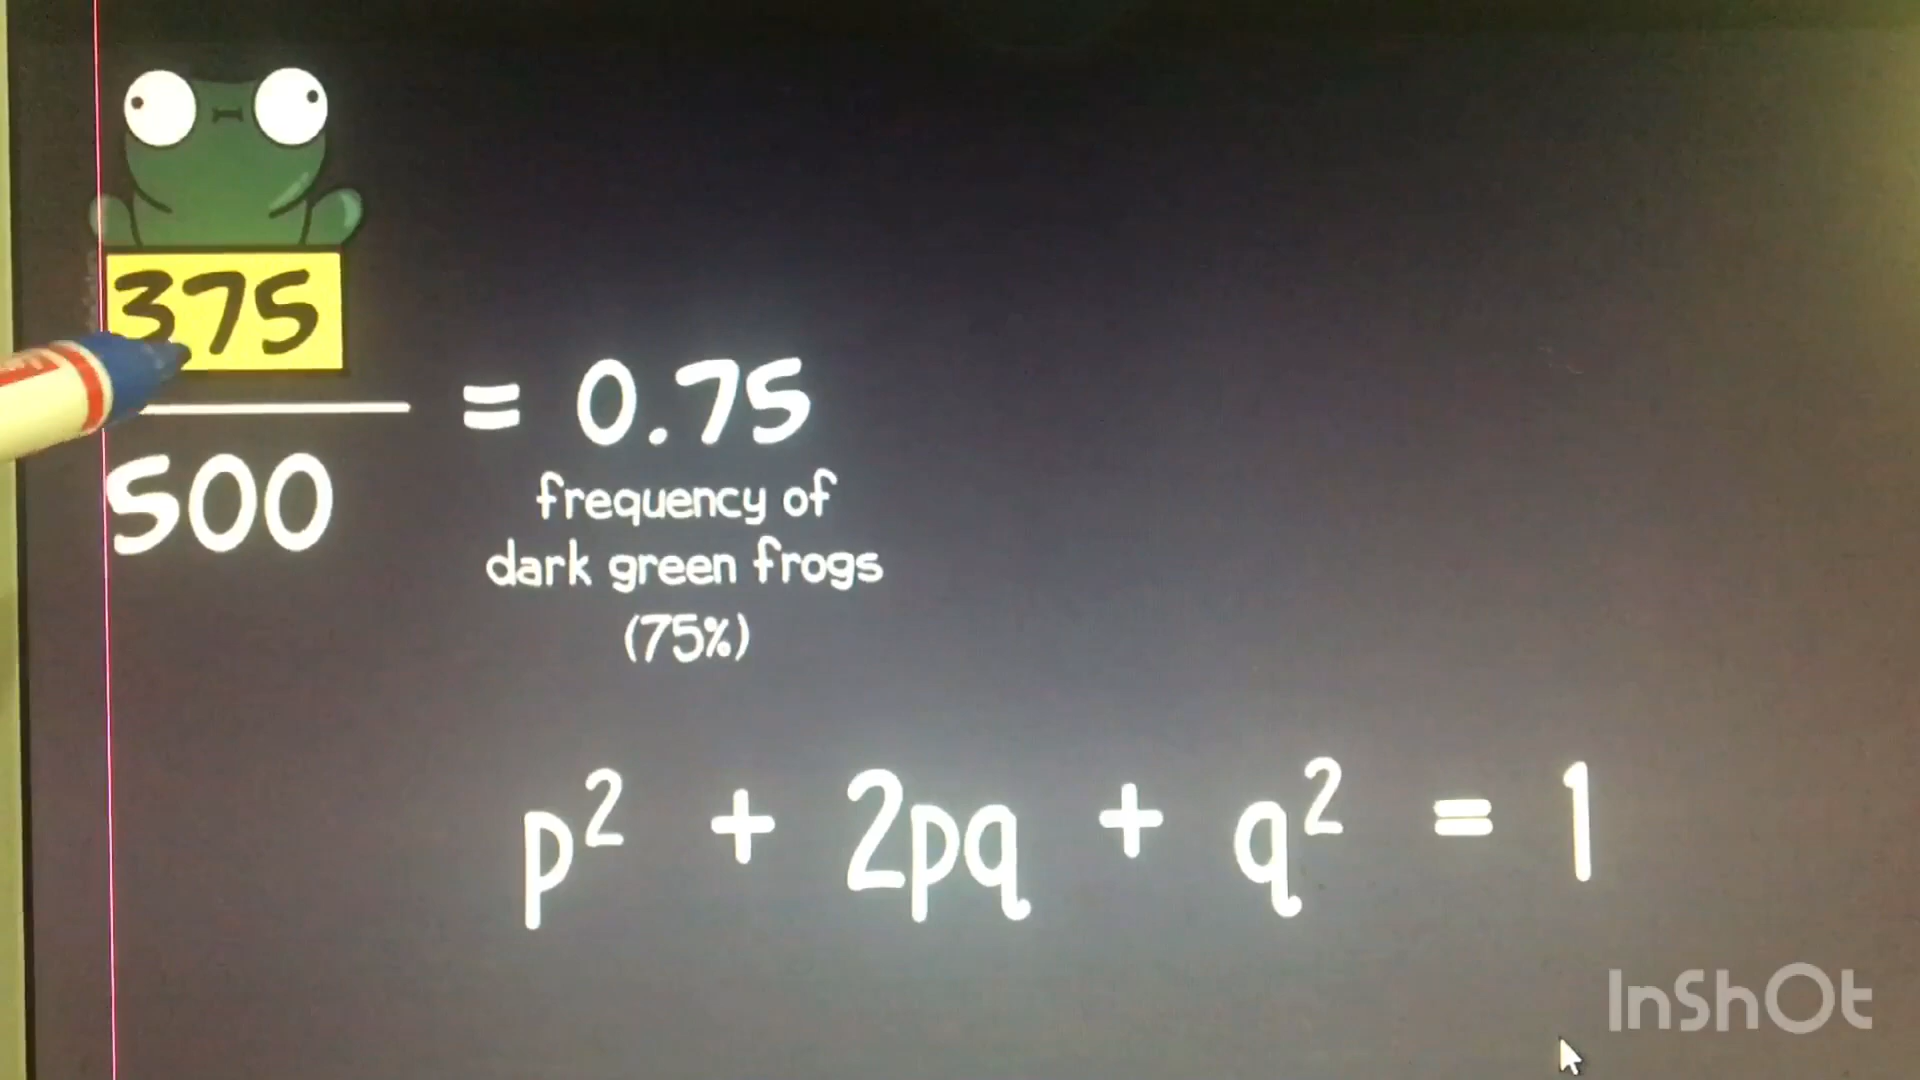 375
500
= 0.75
frequency of
dark green frogs
(75%)
p² + 2pq + q² = 1
InShOt